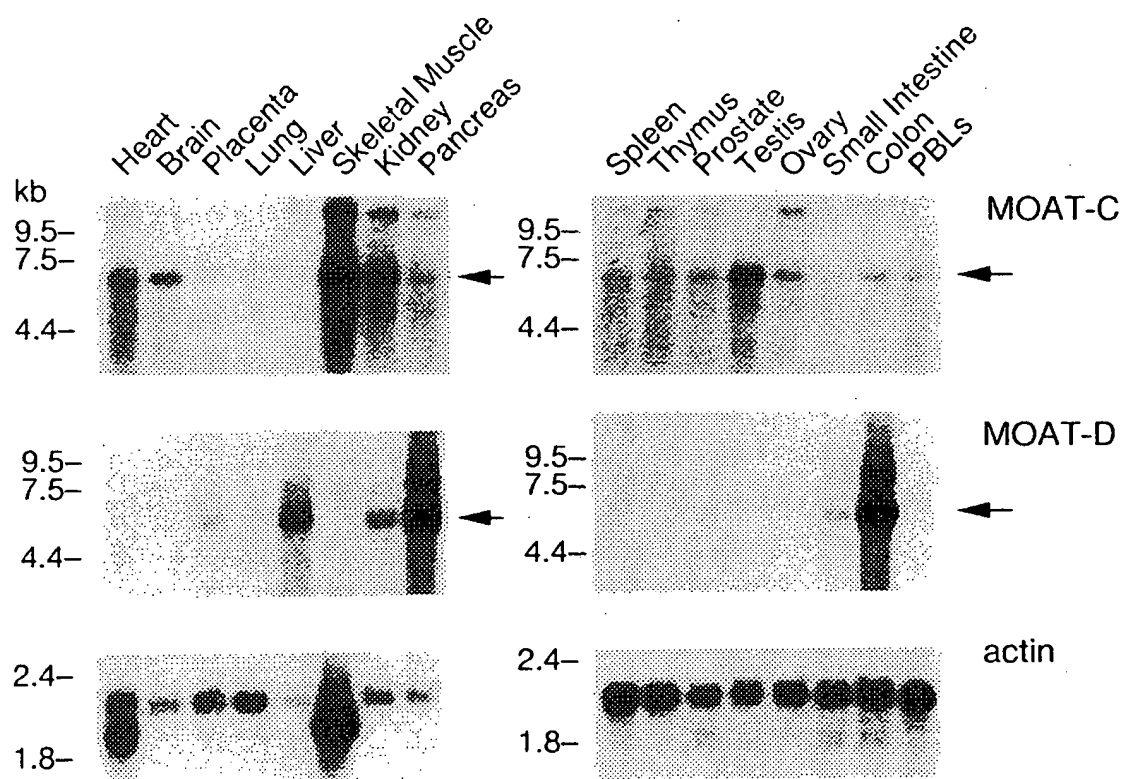 Heart Brain Placenta Lung Liver Skeletal Muscle Kidney Pancreas
Spleen Thymus Prostate Testis Ovary Small Intestine Colon PBLs
kb
9.5–
7.5–
4.4–
9.5–
7.5–
4.4–
MOAT-C
9.5–
7.5–
4.4–
9.5–
7.5–
4.4–
MOAT-D
2.4–
1.8–
2.4–
1.8–
actin